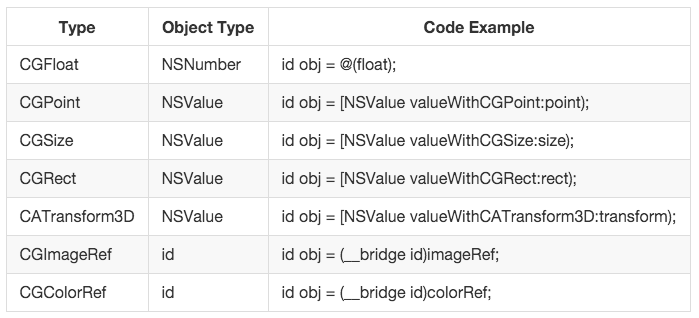 Type Object Type Code Example
CGFloat NSNumber id obj = @(float);
CGPoint NSValue id obj = [NSValue valueWithCGPoint:point);
CGSize NSValue id obj = [NSValue valueWithCGSize:size);
CGRect NSValue id obj = [NSValue valueWithCGRect:rect);
CATransform3D NSValue id obj = [NSValue valueWithCATransform3D:transform);
CGImageRef id id obj = (__bridge id)imageRef;
CGColorRef id id obj = (__bridge id)colorRef;